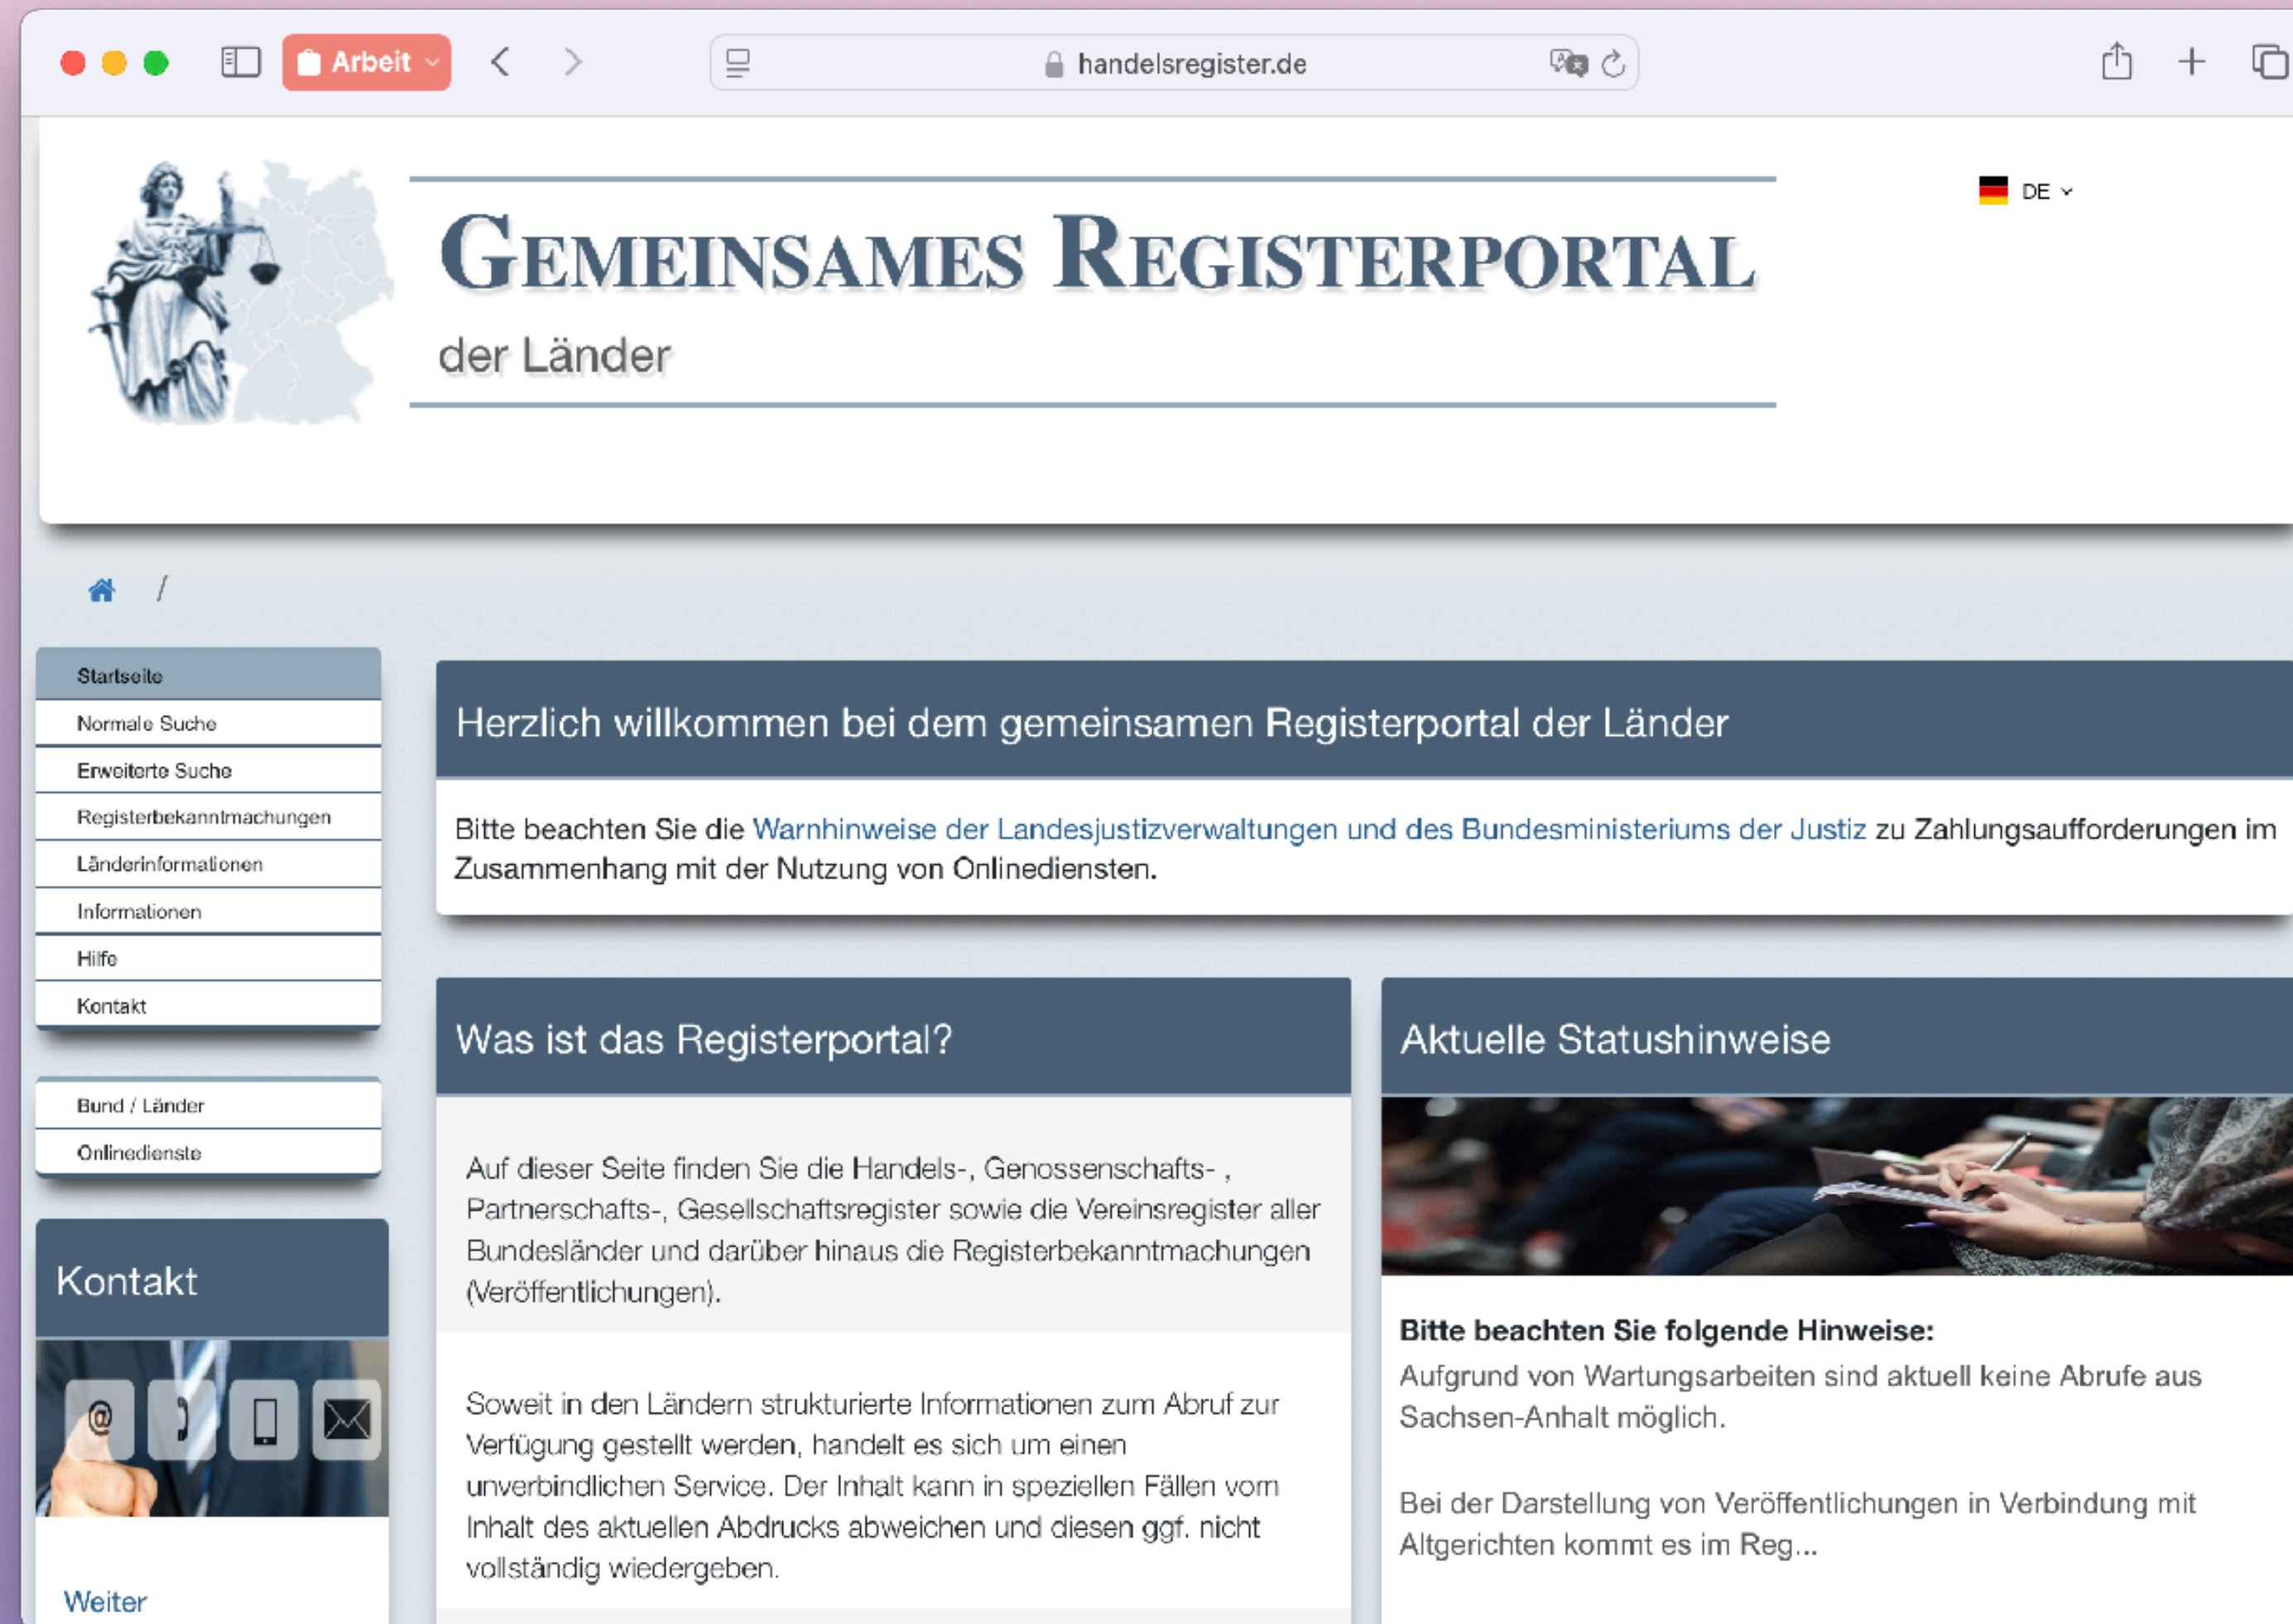 Arbeit
handelsregister.de
DE
GEMEINSAMES REGISTERPORTAL
der Länder
/
Startseite
Normale Suche
Erweiterte Suche
Registerbekanntmachungen
Länderinformationen
Informationen
Hilfe
Kontakt
Bund / Länder
Onlinedienste
Kontakt
@
Weiter
Herzlich willkommen bei dem gemeinsamen Registerportal der Länder
Bitte beachten Sie die Warnhinweise der Landesjustizverwaltungen und des Bundesministeriums der Justiz zu Zahlungsaufforderungen im
Zusammenhang mit der Nutzung von Onlinediensten.
Was ist das Registerportal?
Auf dieser Seite finden Sie die Handels-, Genossenschafts- ,
Partnerschafts-, Gesellschaftsregister sowie die Vereinsregister aller
Bundesländer und darüber hinaus die Registerbekanntmachungen
(Veröffentlichungen).
Soweit in den Ländern strukturierte Informationen zum Abruf zur
Verfügung gestellt werden, handelt es sich um einen
unverbindlichen Service. Der Inhalt kann in speziellen Fällen vom
Inhalt des aktuellen Abdrucks abweichen und diesen ggf. nicht
vollständig wiedergeben.
Aktuelle Statushinweise
Bitte beachten Sie folgende Hinweise:
Aufgrund von Wartungsarbeiten sind aktuell keine Abrufe aus
Sachsen-Anhalt möglich.
Bei der Darstellung von Veröffentlichungen in Verbindung mit
Altgerichten kommt es im Reg...